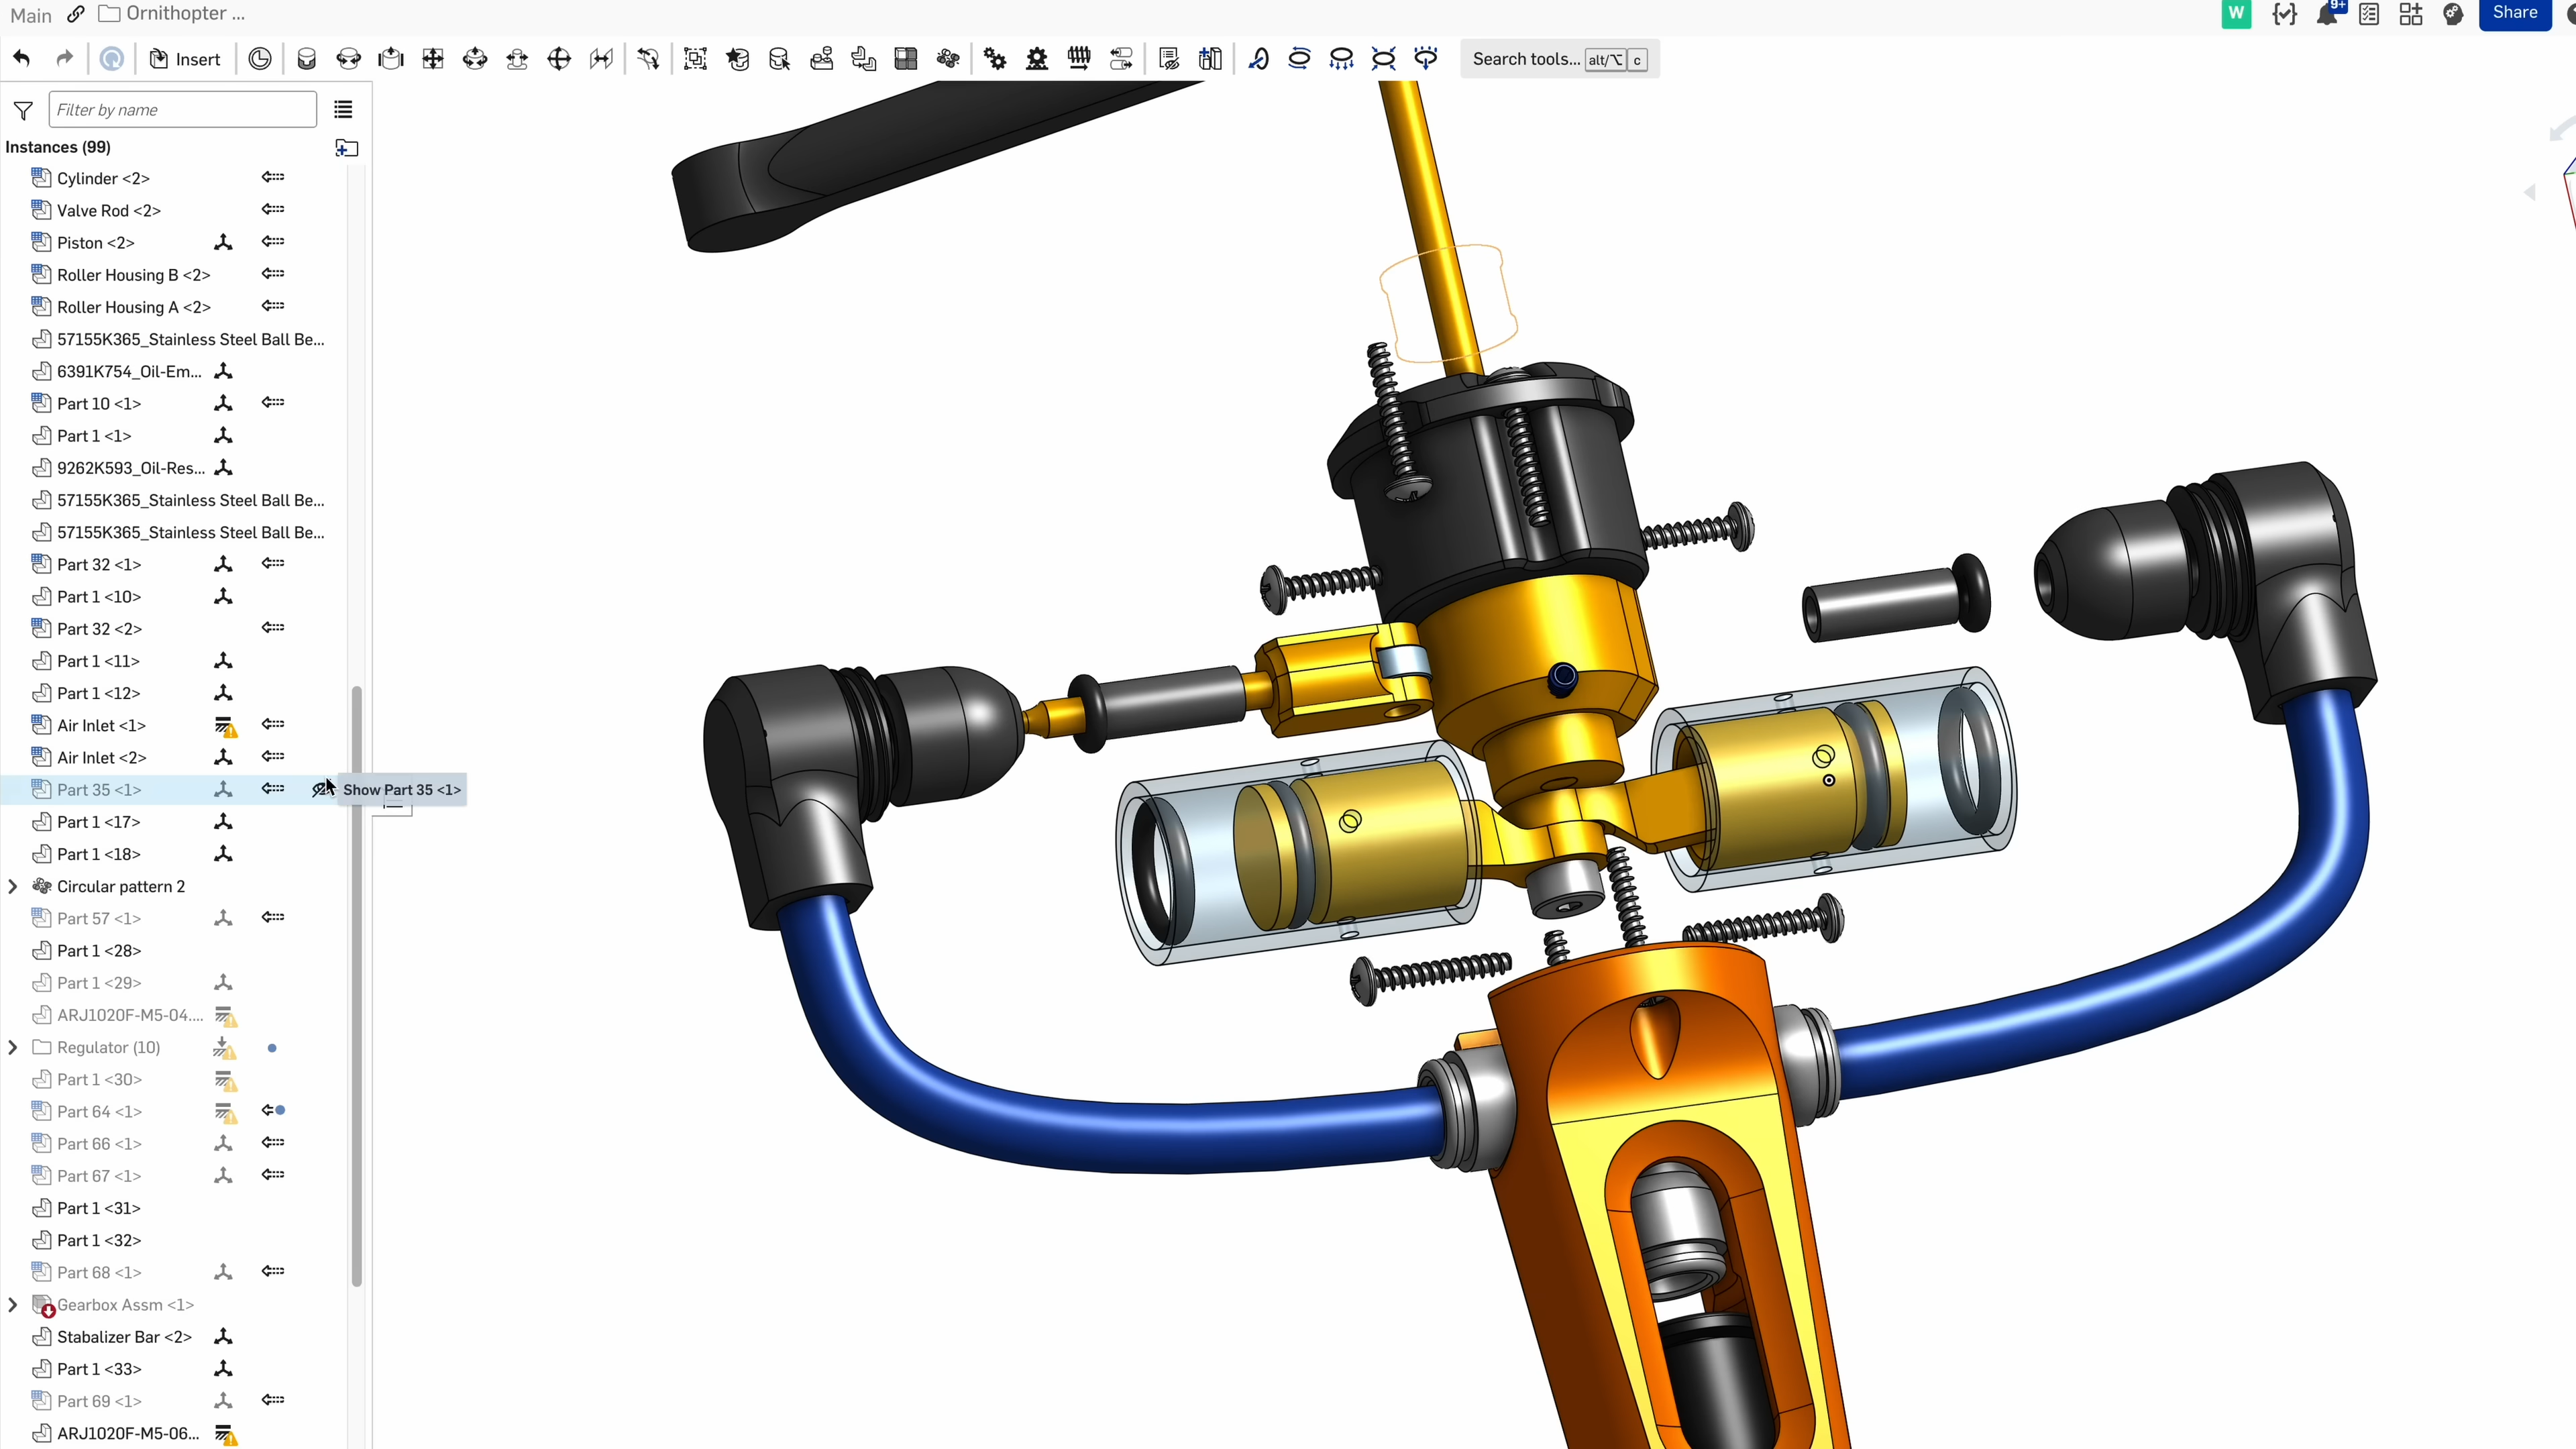 Main Ornithopter ...
W 9+ Share
Insert Search tools... alt/⌥ c
Filter by name
Instances (99)
Cylinder <2>
Valve Rod <2>
Piston <2>
Roller Housing B <2>
Roller Housing A <2>
57155K365_Stainless Steel Ball Be...
6391K754_Oil-Em...
Part 10 <1>
Part 1 <1>
9262K593_Oil-Res...
57155K365_Stainless Steel Ball Be...
57155K365_Stainless Steel Ball Be...
Part 32 <1>
Part 1 <10>
Part 32 <2>
Part 1 <11>
Part 1 <12>
Air Inlet <1>
Air Inlet <2>
Part 35 <1> Show Part 35 <1>
Part 1 <17>
Part 1 <18>
Circular pattern 2
Part 57 <1>
Part 1 <28>
Part 1 <29>
ARJ1020F-M5-04....
Regulator (10)
Part 1 <30>
Part 64 <1>
Part 66 <1>
Part 67 <1>
Part 1 <31>
Part 1 <32>
Part 68 <1>
Gearbox Assm <1>
Stabalizer Bar <2>
Part 1 <33>
Part 69 <1>
ARJ1020F-M5-06...